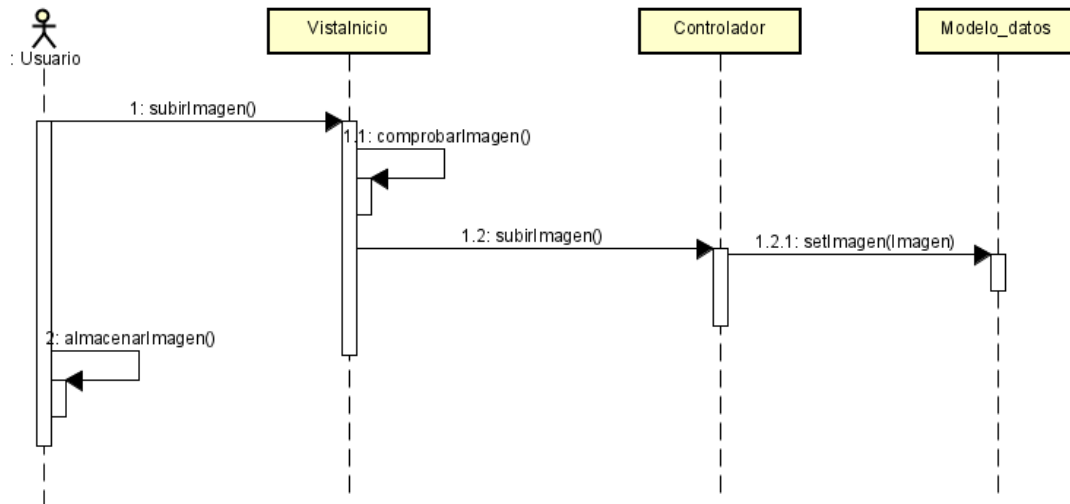 : Usuario
VistaInicio
Controlador
Modelo_datos
1: subirImagen()
1.1: comprobarImagen()
1.2: subirImagen()
1.2.1: setImagen(Imagen)
2: almacenarImagen()